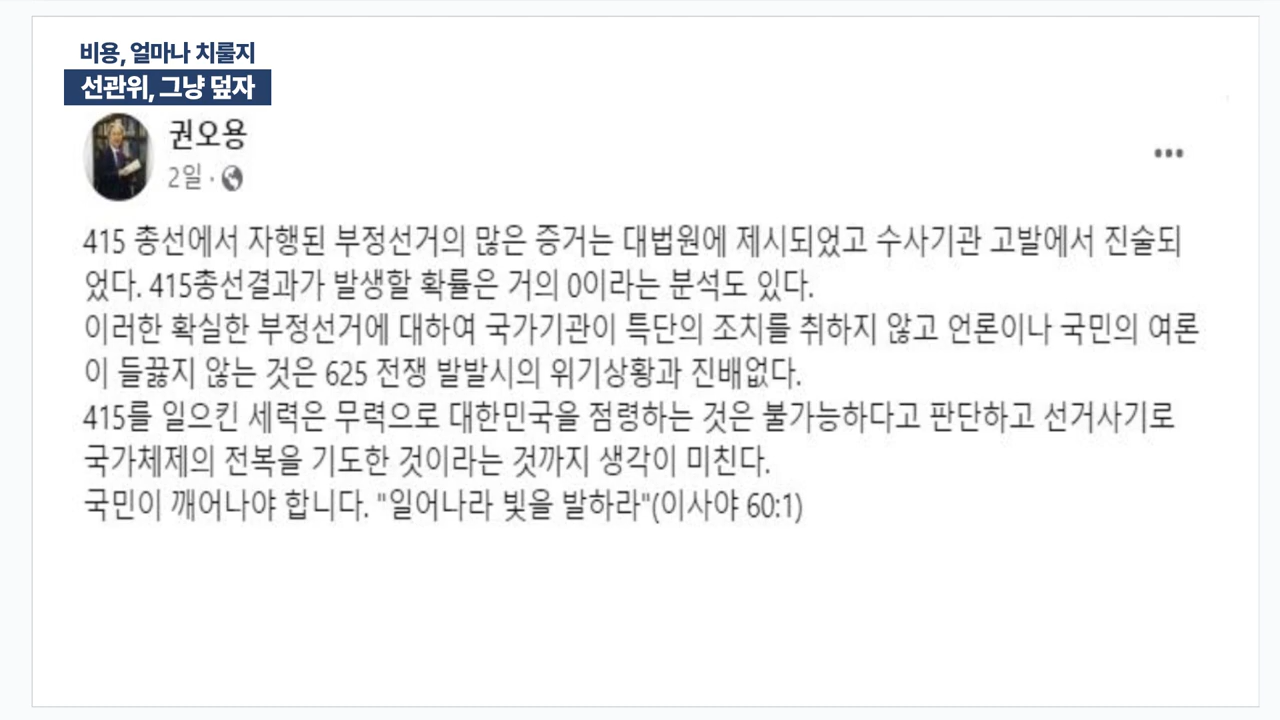 비용, 얼마나 치룰지
선관위, 그냥 덮자
권오용
2일 ·
415 총선에서 자행된 부정선거의 많은 증거는 대법원에 제시되었고 수사기관 고발에서 진술되
었다. 415총선결과가 발생할 확률은 거의 0이라는 분석도 있다.
이러한 확실한 부정선거에 대하여 국가기관이 특단의 조치를 취하지 않고 언론이나 국민의 여론
이 들끓지 않는 것은 625 전쟁 발발시의 위기상황과 진배없다.
415를 일으킨 세력은 무력으로 대한민국을 점령하는 것은 불가능하다고 판단하고 선거사기로
국가체제의 전복을 기도한 것이라는 것까지 생각이 미친다.
국민이 깨어나야 합니다. "일어나라 빛을 발하라"(이사야 60:1)